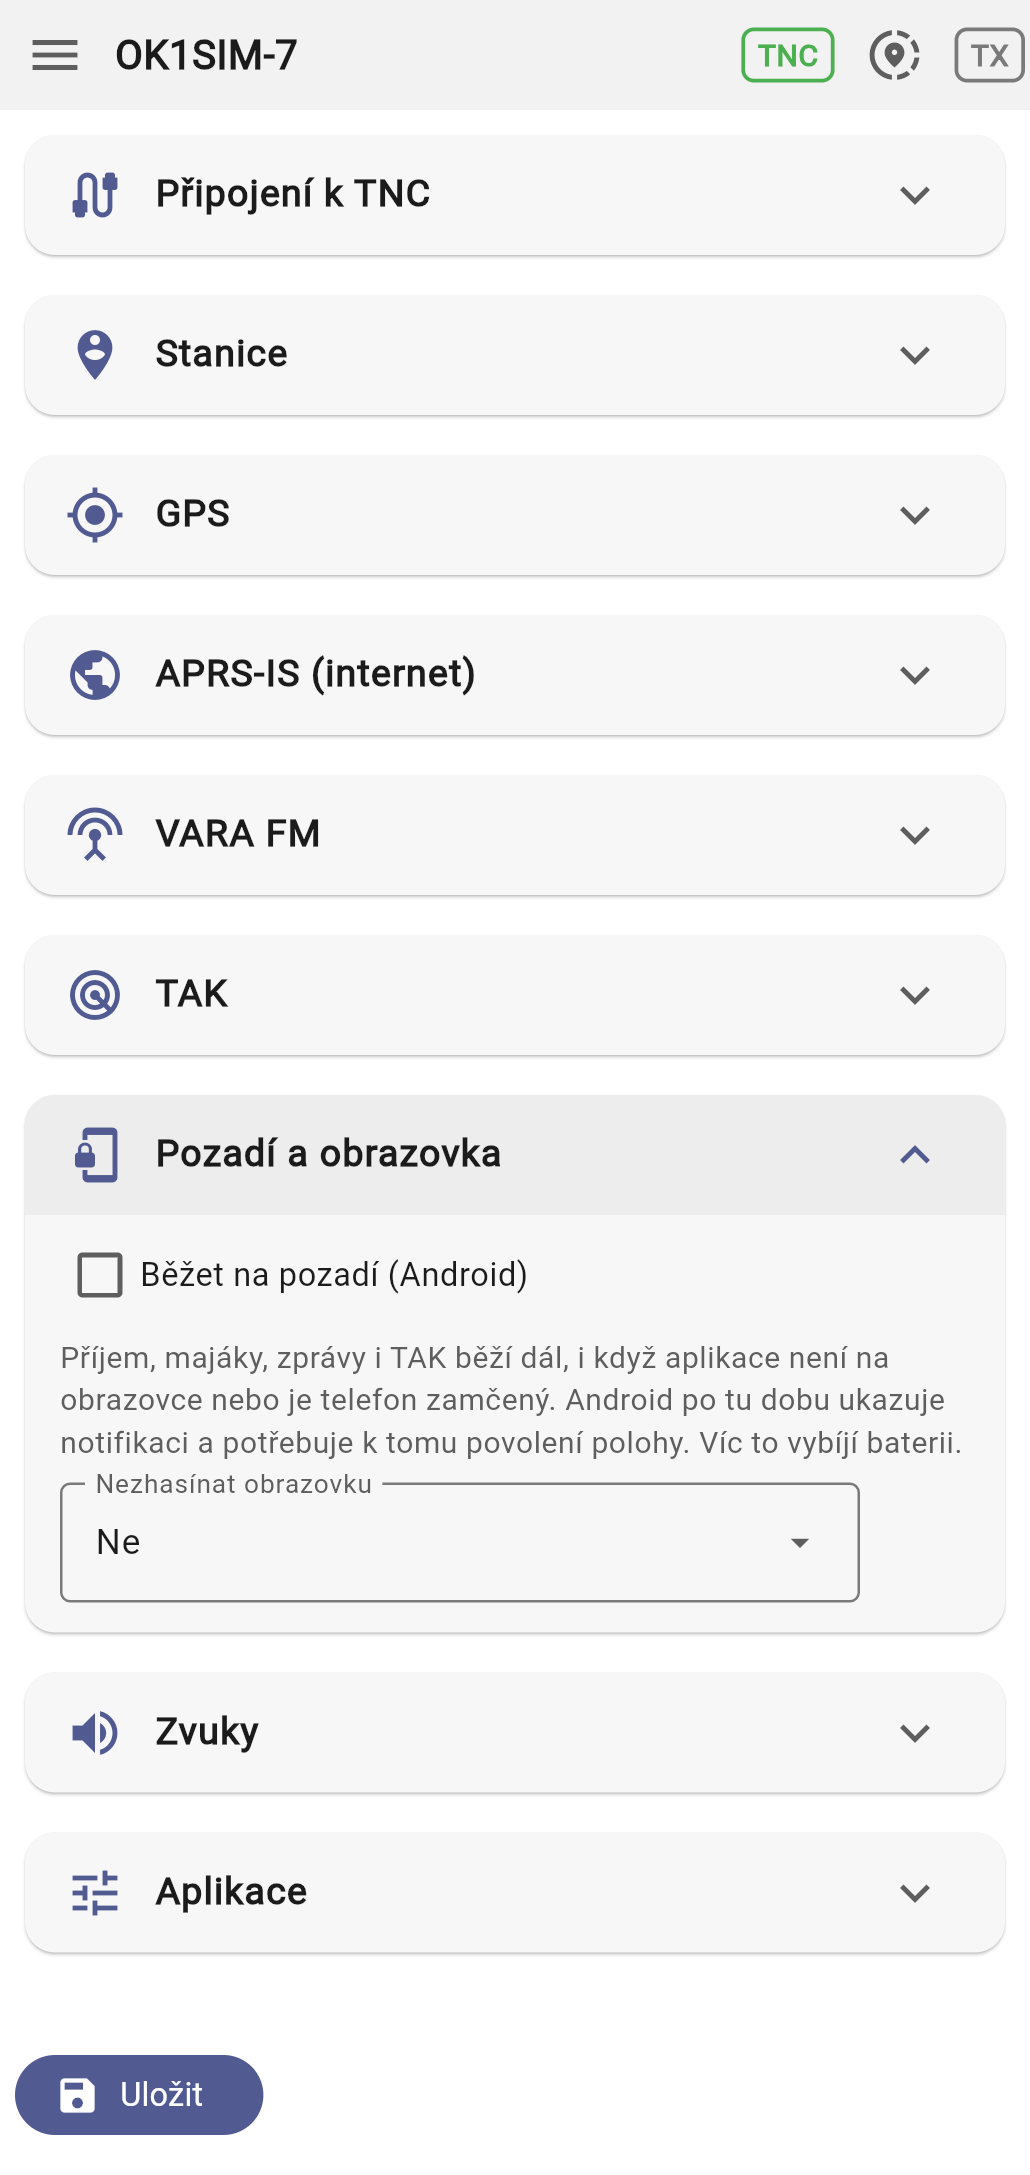 OK1SIM-7
TNC
TX
Připojení k TNC
Stanice
GPS
APRS-IS (internet)
VARA FM
TAK
Pozadí a obrazovka
Běžet na pozadí (Android)
Příjem, majáky, zprávy i TAK běží dál, i když aplikace není na
obrazovce nebo je telefon zamčený. Android po tu dobu ukazuje
notifikaci a potřebuje k tomu povolení polohy. Víc to vybíjí baterii.
Nezhasínat obrazovku
Ne
Zvuky
Aplikace
Uložit